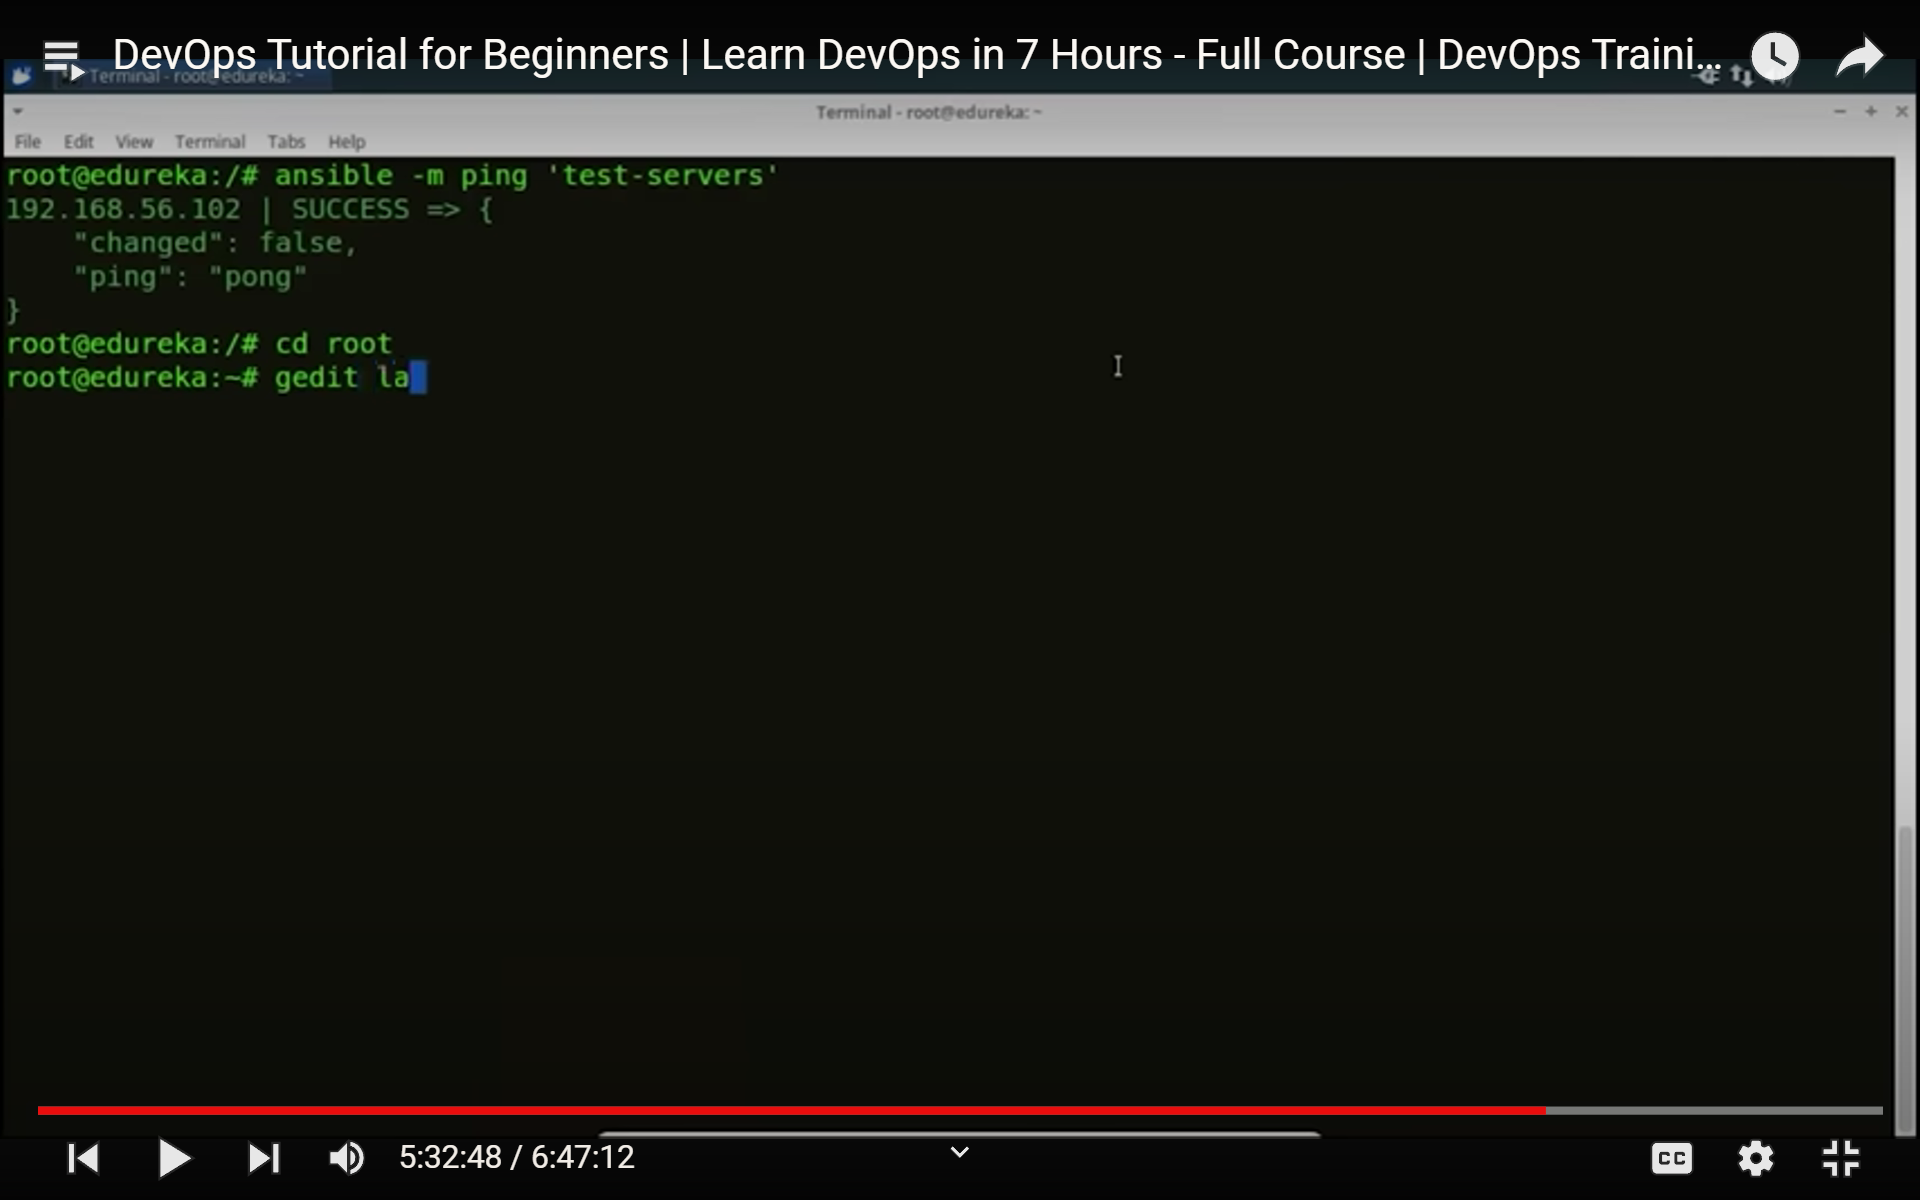 DevOps Tutorial for Beginners | Learn DevOps in 7 Hours - Full Course | DevOps Traini...
Terminal - root@edureka: ~
Terminal - root@edureka: ~
File Edit View Terminal Tabs Help
root@edureka:/# ansible -m ping 'test-servers'
192.168.56.102 | SUCCESS => {
    "changed": false,
    "ping": "pong"
}
root@edureka:/# cd root
root@edureka:~# gedit la
5:32:48 / 6:47:12
CC